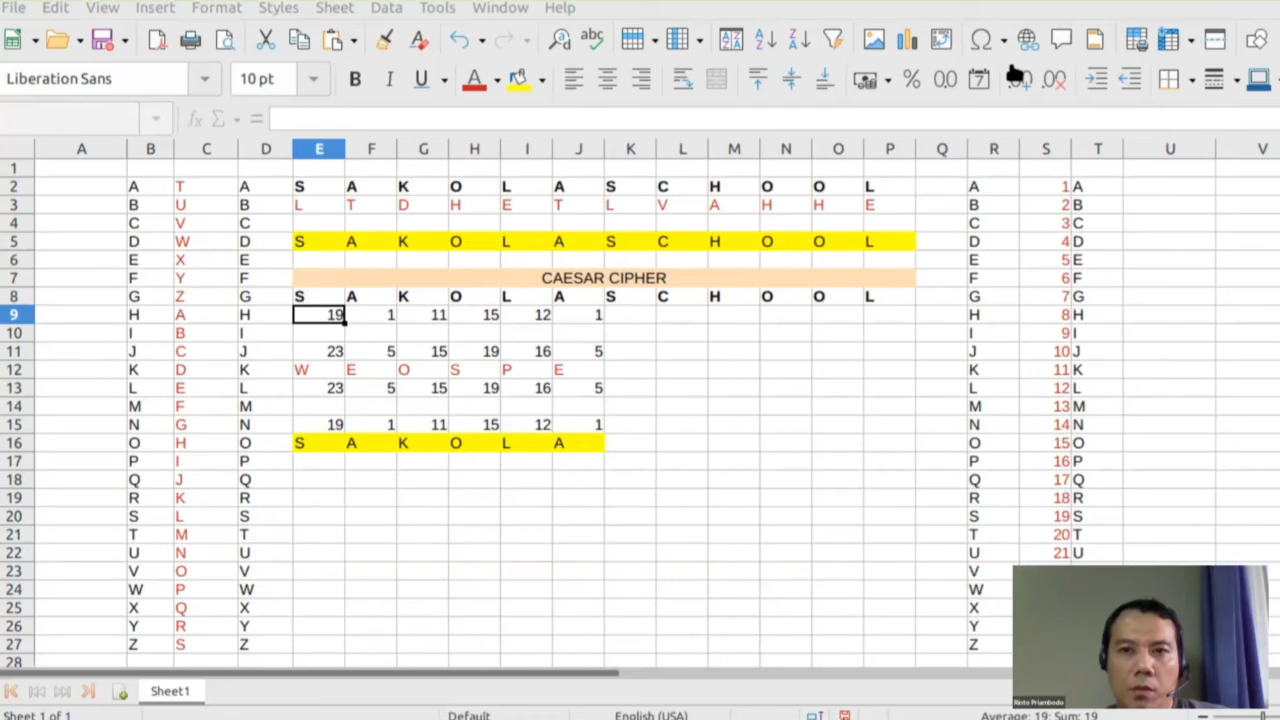 File Edit View Insert Format Styles Sheet Data Tools Window Help
Liberation Sans 10 pt
A B C D E F G H I J K L M N O P Q R S T U V
1
2 A T A S A K O L A S C H O O L A 1 A
3 B U B L T D H E T L V A H H E B 2 B
4 C V C C 3 C
5 D W D S A K O L A S C H O O L D 4 D
6 E X E E 5 E
7 F Y F CAESAR CIPHER F 6 F
8 G Z G S A K O L A S C H O O L G 7 G
9 H A H 19 1 11 15 12 1 H 8 H
10 I B I I 9 I
11 J C J 23 5 15 19 16 5 J 10 J
12 K D K W E O S P E K 11 K
13 L E L 23 5 15 19 16 5 L 12 L
14 M F M M 13 M
15 N G N 19 1 11 15 12 1 N 14 N
16 O H O S A K O L A O 15 O
17 P I P P 16 P
18 Q J Q Q 17 Q
19 R K R R 18 R
20 S L S S 19 S
21 T M T T 20 T
22 U N U U 21 U
23 V O V V
24 W P W W
25 X Q X X
26 Y R Y Y
27 Z S Z Z
28
Rinto Priambodo
Sheet1
Sheet 1 of 1 Default English (USA) Average: 19; Sum: 19